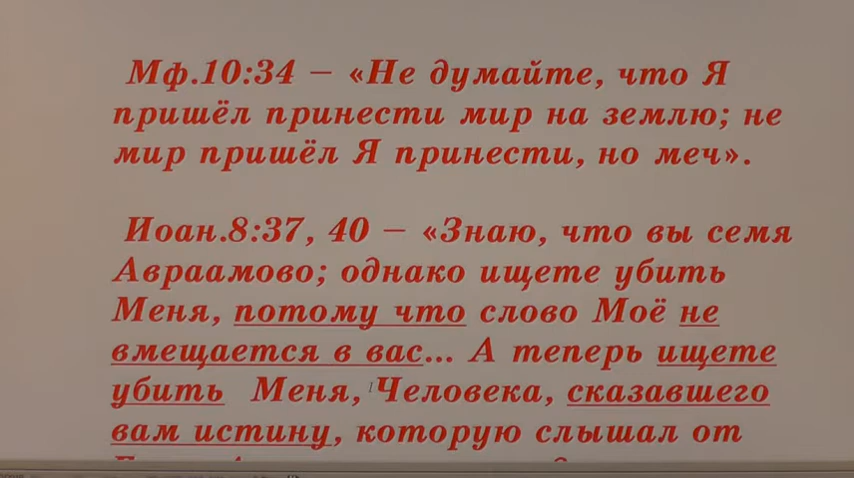 Мф.10:34 – «Не думайте, что Я
пришёл принести мир на землю; не
мир пришёл Я принести, но меч».
Иоан.8:37, 40 – «Знаю, что вы семя
Авраамово; однако ищете убить
Меня, потому что слово Моё не
вмещается в вас... А теперь ищете
убить Меня, Человека, сказавшего
вам истину, которую слышал от